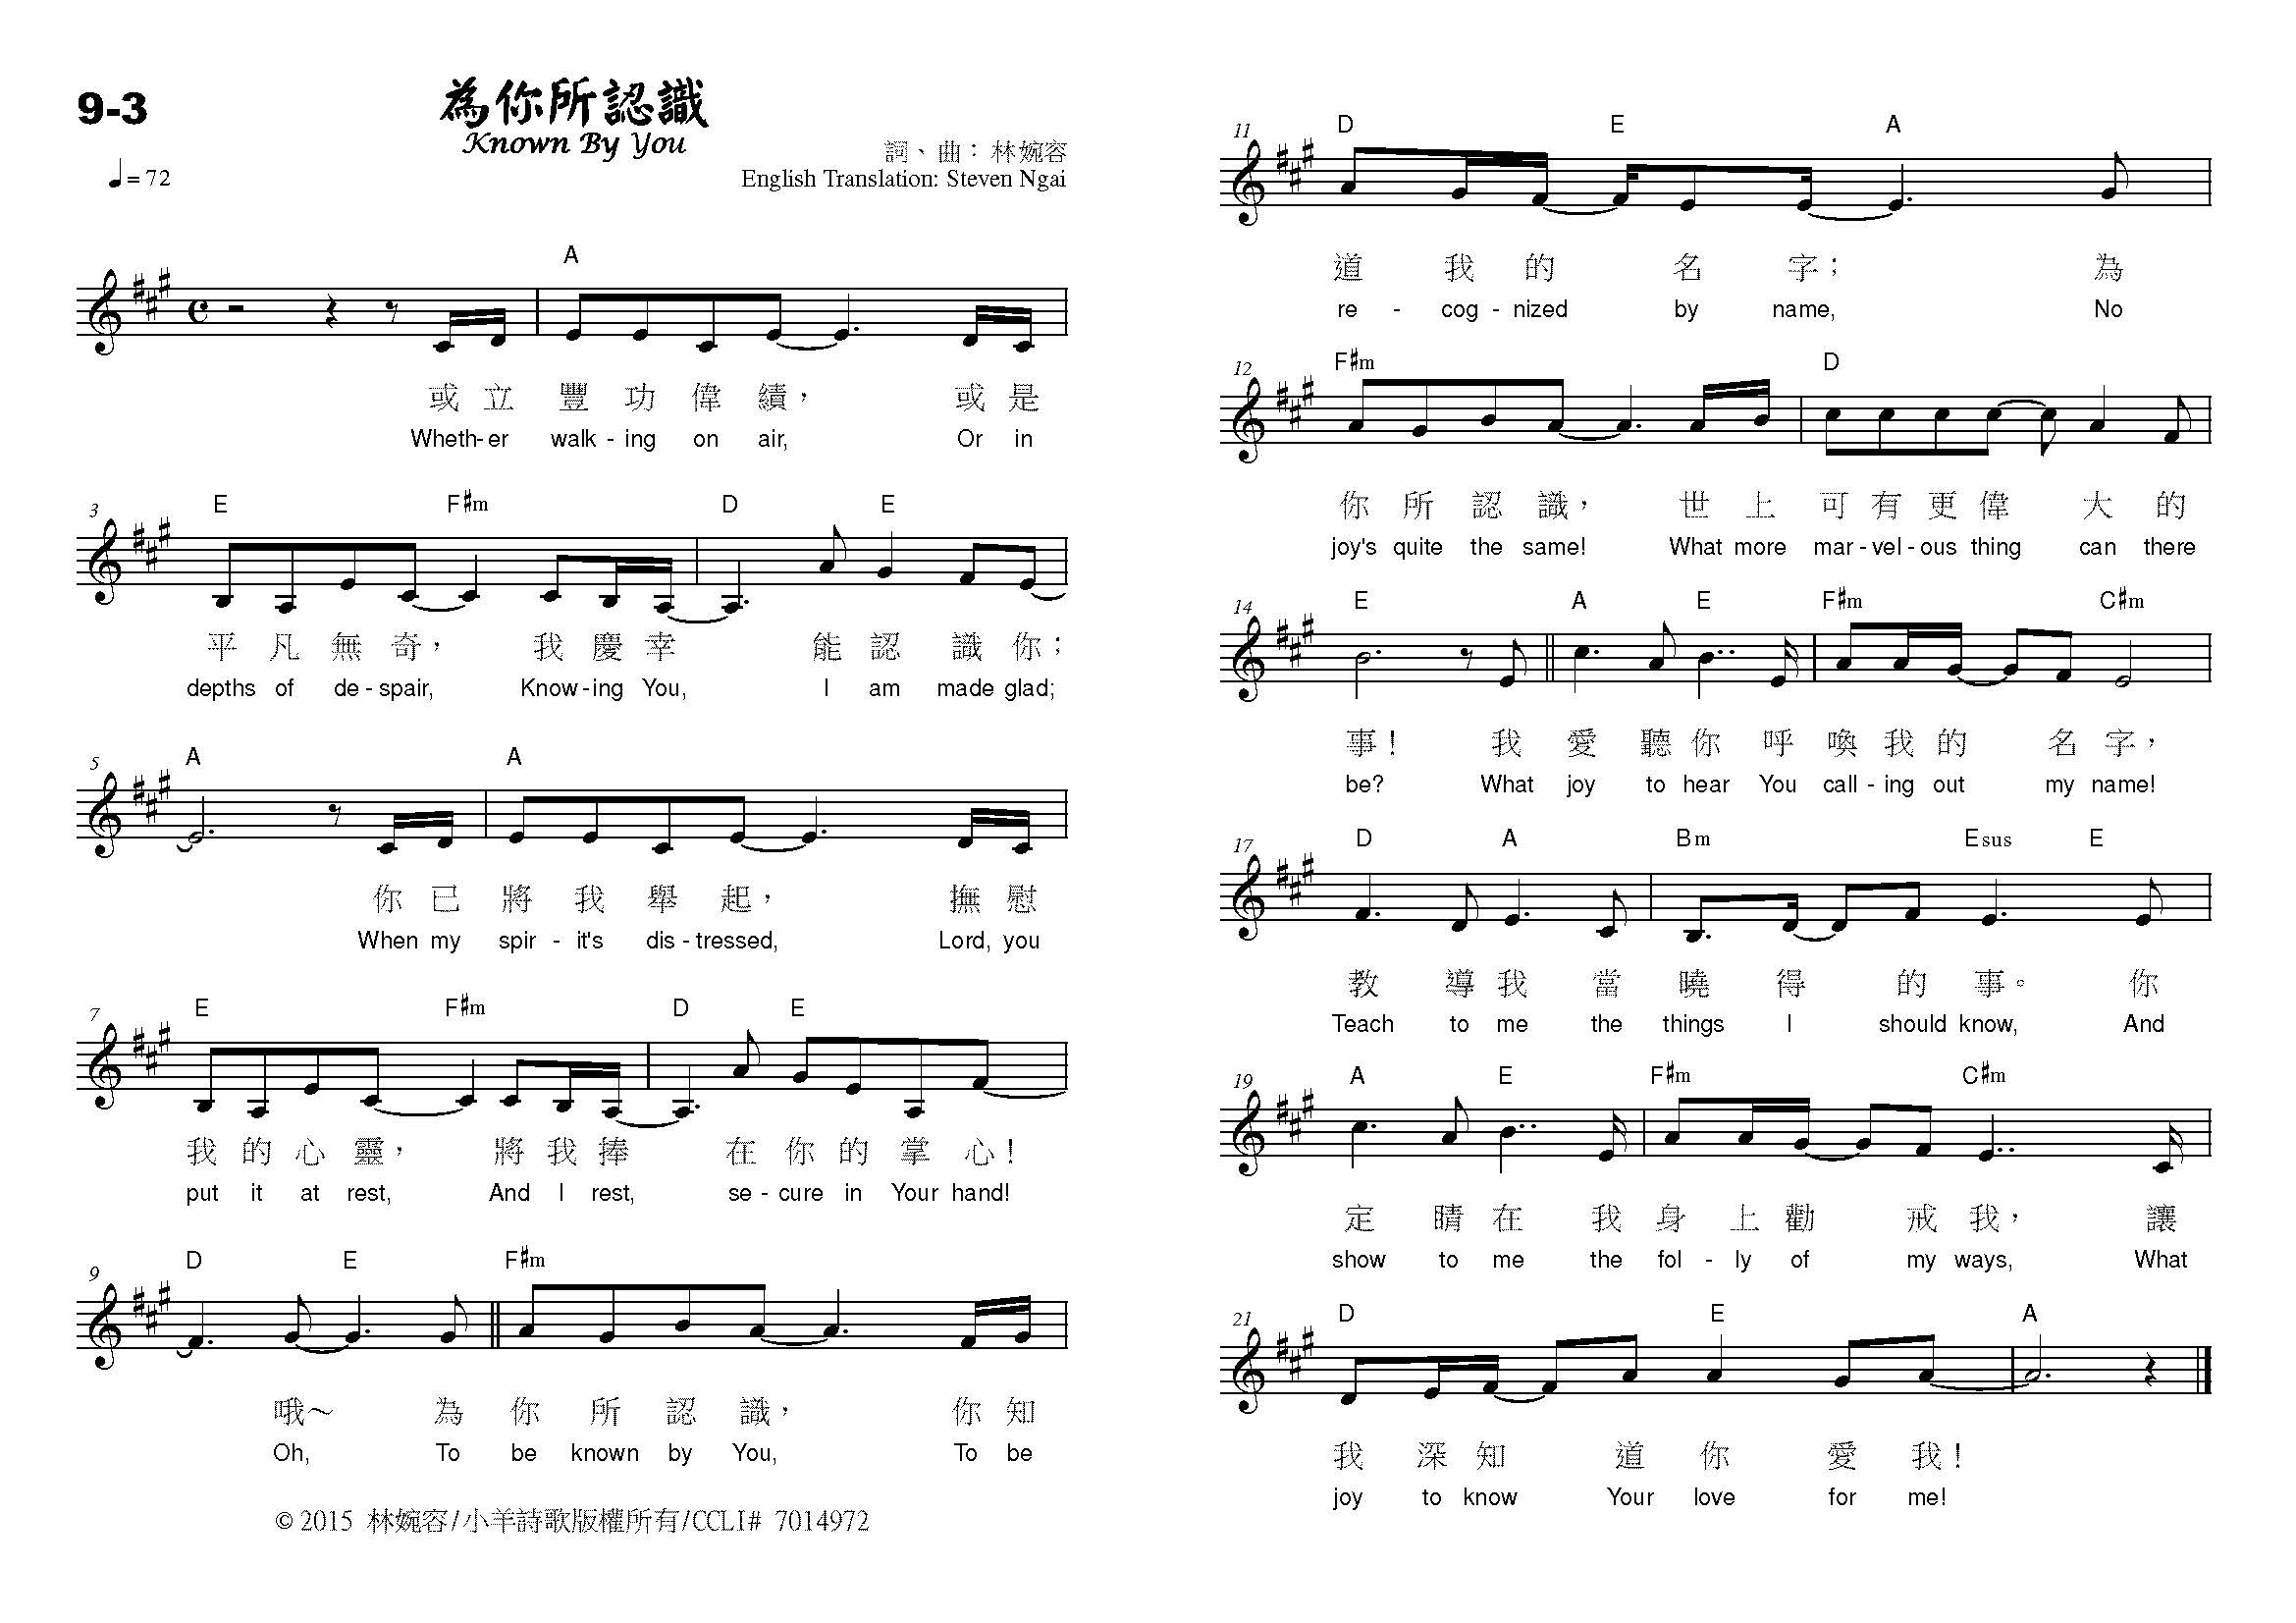 9-3
為你所認識
Known By You
詞、曲：林婉容
♩= 72
English Translation: Steven Ngai
A
或立豐功偉績，或是
Wheth-er walk-ing on air, Or in
3 E F#m D E
平凡無奇，我慶幸能認識你；
depths of de-spair, Know-ing You, I am made glad;
5 A A
你已將我舉起，撫慰
When my spir-it's dis-tressed, Lord, you
7 E F#m D E
我的心靈，將我捧在你的掌心！
put it at rest, And I rest, se-cure in Your hand!
9 D E F#m
哦～為你所認識，你知
Oh, To be known by You, To be
© 2015 林婉容/小羊詩歌版權所有/CCLI# 7014972
11 D E A
道我的名字；為
re-cog-nized by name, No
12 F#m D
你所認識，世上可有更偉大的
joy's quite the same! What more mar-vel-ous thing can there
14 E A E F#m C#m
事！我愛聽你呼喚我的名字，
be? What joy to hear You call-ing out my name!
17 D A Bm Esus E
教導我當曉得的事。你
Teach to me the things I should know, And
19 A E F#m C#m
定睛在我身上勸戒我，讓
show to me the fol-ly of my ways, What
21 D E A
我深知道你愛我！
joy to know Your love for me!